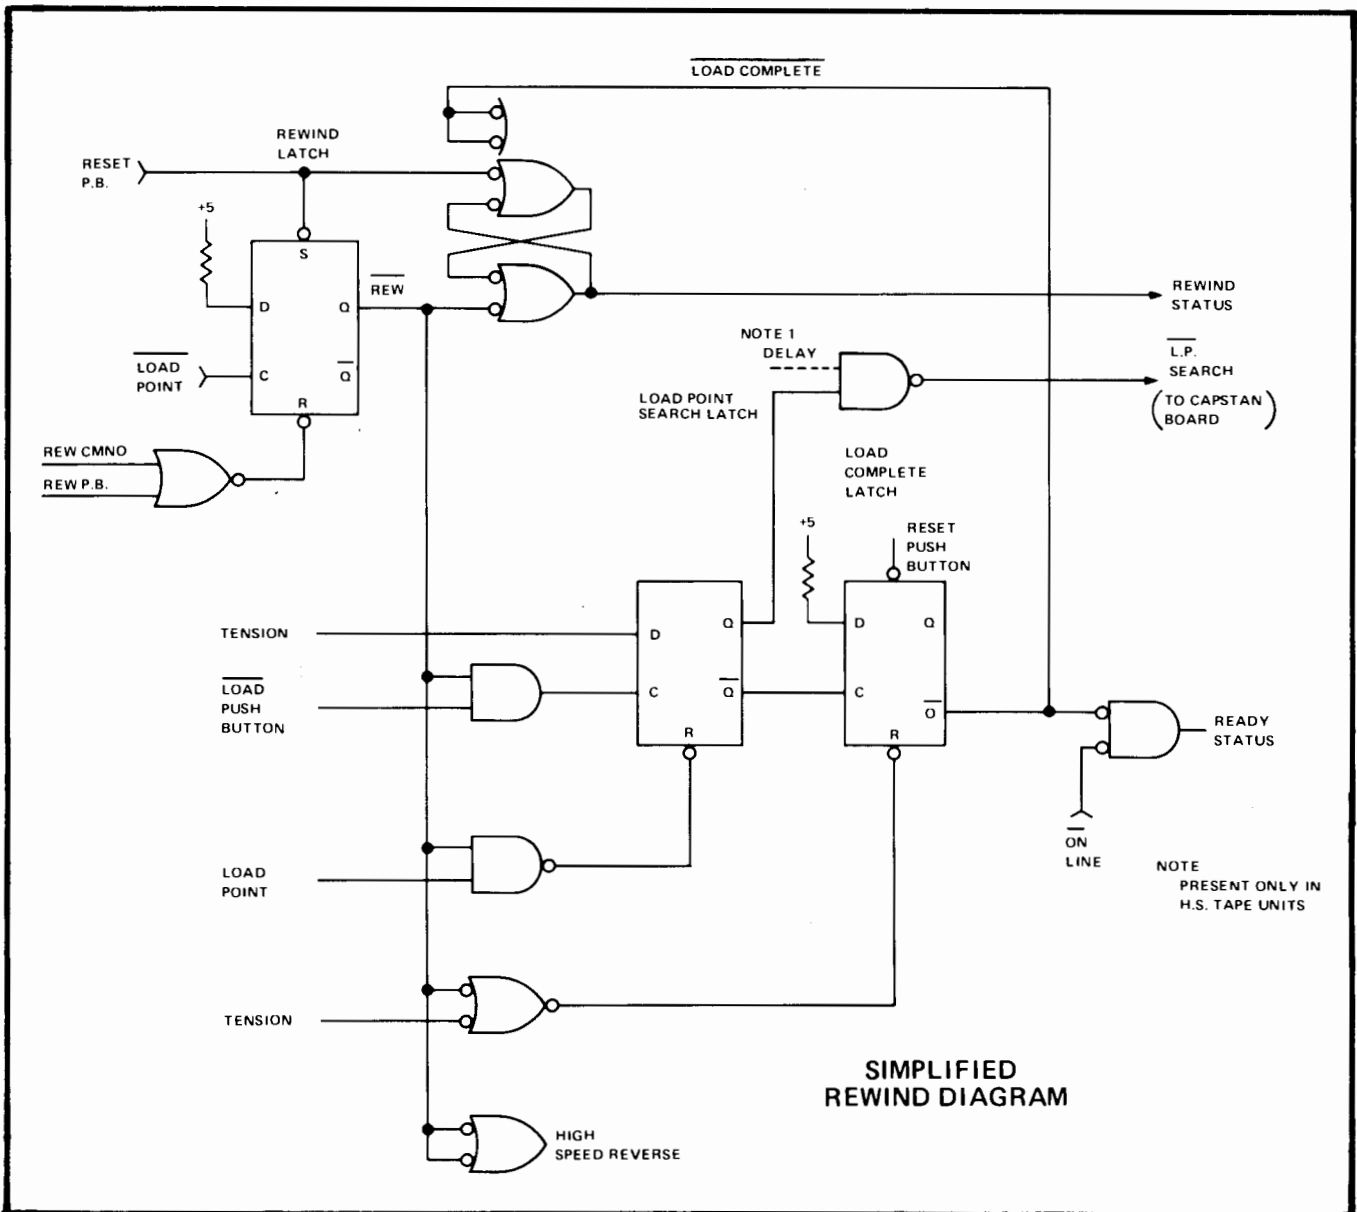 LOAD COMPLETE
REWIND
LATCH
RESET
P.B.
+5
S
D
Q
REW
LOAD
POINT
C
Q
R
REW CMNO
REW P.B.
REWIND
STATUS
NOTE 1
DELAY
L.P.
SEARCH
(TO CAPSTAN
BOARD)
LOAD POINT
SEARCH LATCH
LOAD
COMPLETE
LATCH
+5
RESET
PUSH
BUTTON
TENSION
D
Q
C
Q
R
D
Q
C
O
R
LOAD
PUSH
BUTTON
READY
STATUS
ON
LINE
LOAD
POINT
NOTE
PRESENT ONLY IN
H.S. TAPE UNITS
TENSION
HIGH
SPEED REVERSE
SIMPLIFIED
REWIND DIAGRAM